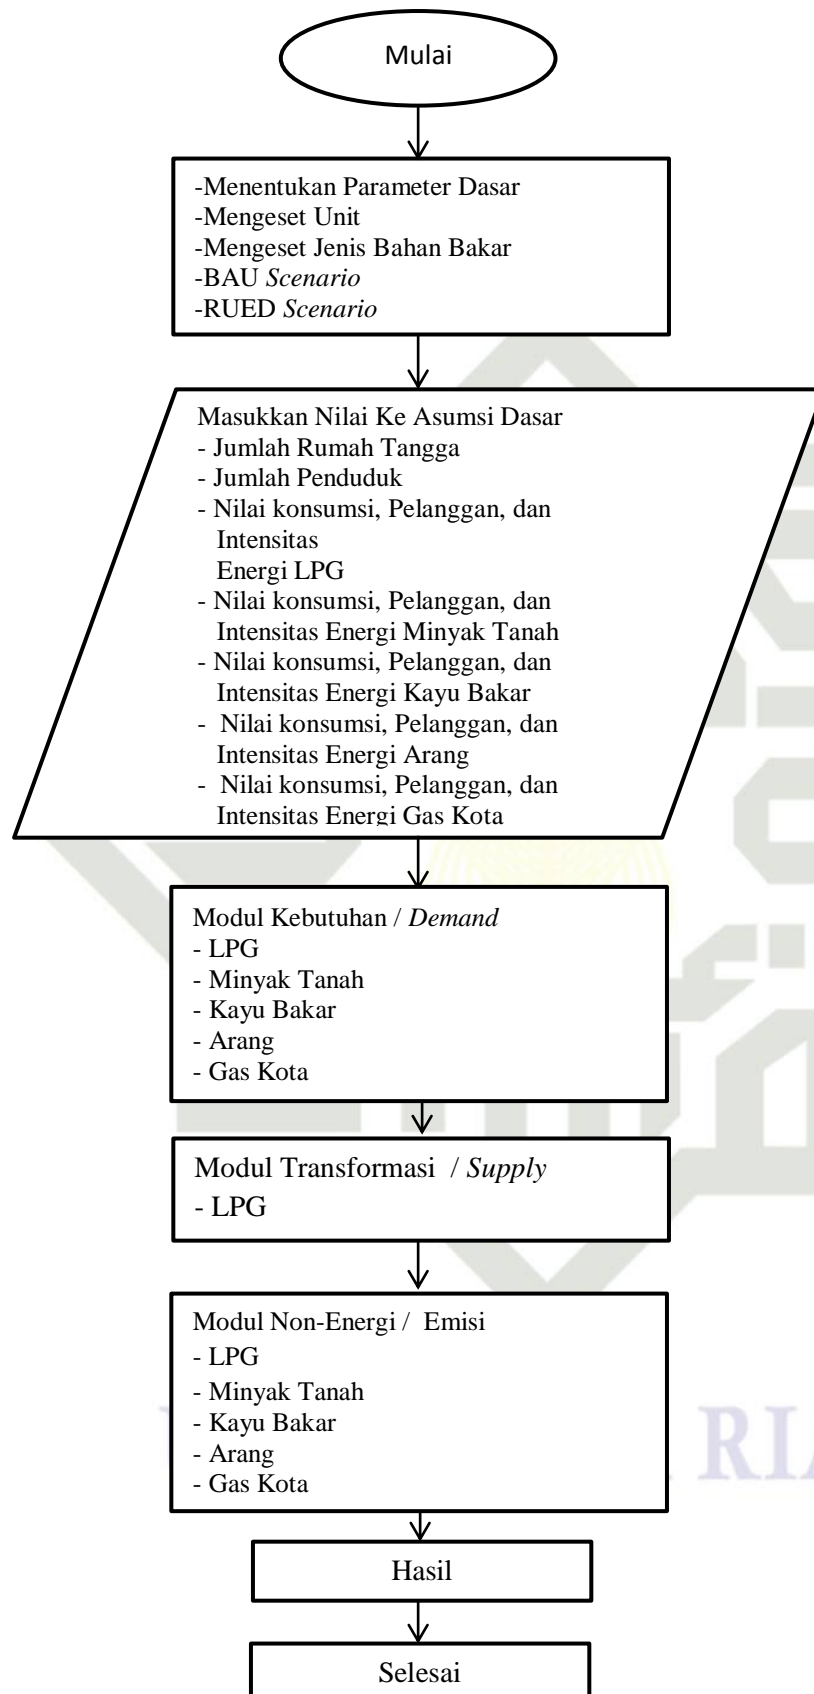 Mulai
-Menentukan Parameter Dasar
-Mengeset Unit
-Mengeset Jenis Bahan Bakar
-BAU Scenario
-RUED Scenario
Masukkan Nilai Ke Asumsi Dasar
- Jumlah Rumah Tangga
- Jumlah Penduduk
- Nilai konsumsi, Pelanggan, dan
Intensitas
Energi LPG
- Nilai konsumsi, Pelanggan, dan
Intensitas Energi Minyak Tanah
- Nilai konsumsi, Pelanggan, dan
Intensitas Energi Kayu Bakar
- Nilai konsumsi, Pelanggan, dan
Intensitas Energi Arang
- Nilai konsumsi, Pelanggan, dan
Intensitas Energi Gas Kota
Modul Kebutuhan / Demand
- LPG
- Minyak Tanah
- Kayu Bakar
- Arang
- Gas Kota
Modul Transformasi / Supply
- LPG
Modul Non-Energi / Emisi
- LPG
- Minyak Tanah
- Kayu Bakar
- Arang
- Gas Kota
Hasil
Selesai